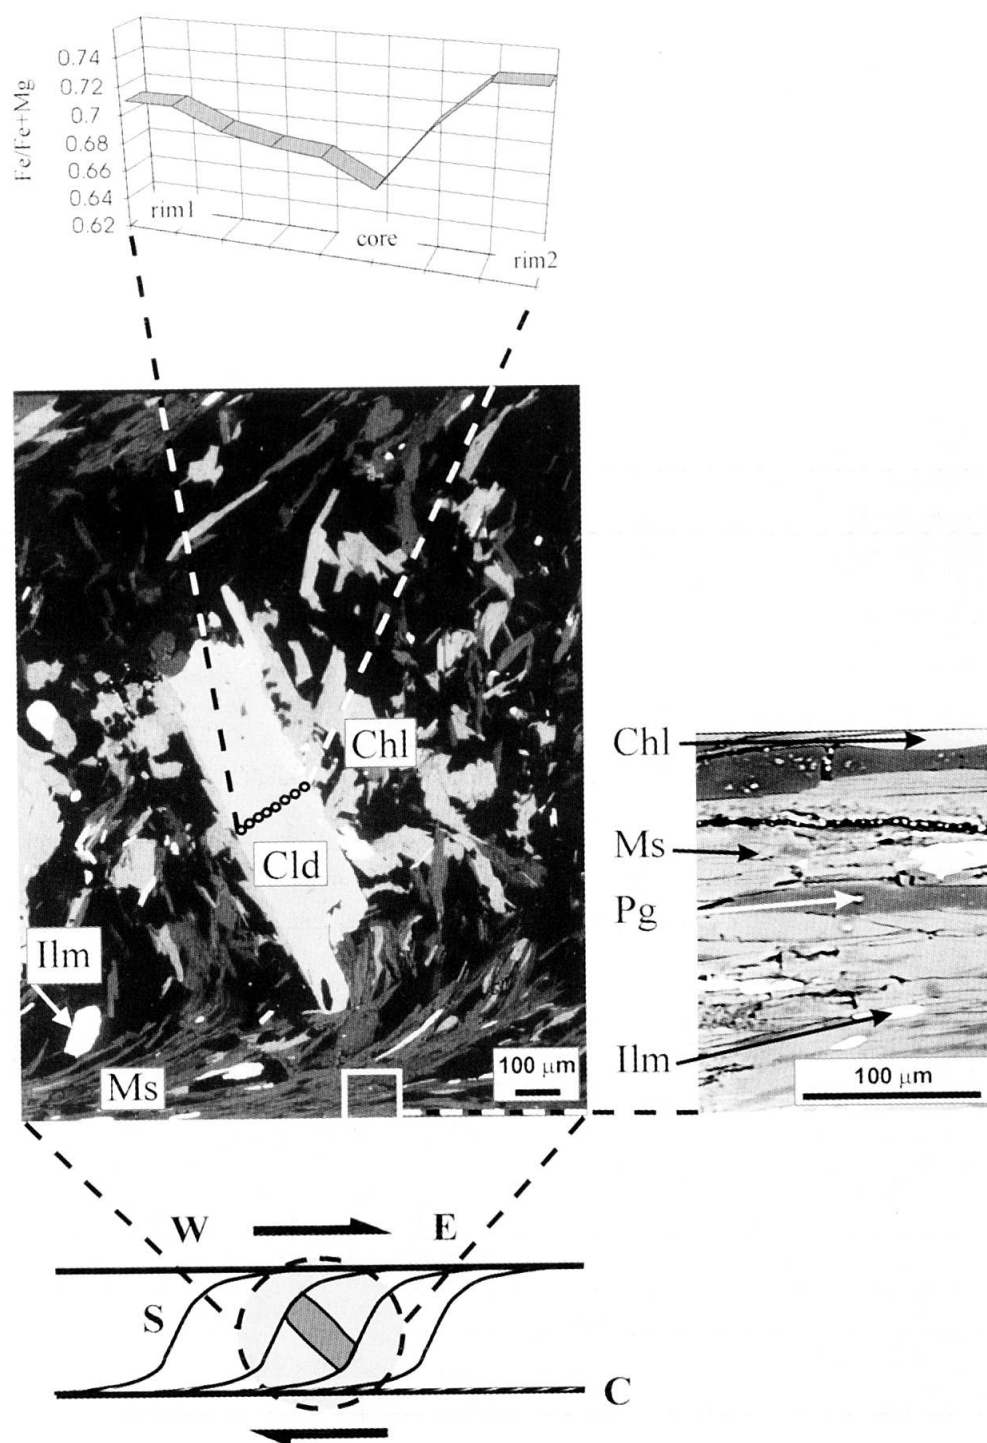 0.74
0.72
0.7
0.68
0.66
0.64
0.62
Fe/Fe+Mg
rim1
core
rim2
Chl
Cld
Ilm
Ms
100 μm
Chl
Ms
Pg
Ilm
100 μm
W
E
S
C